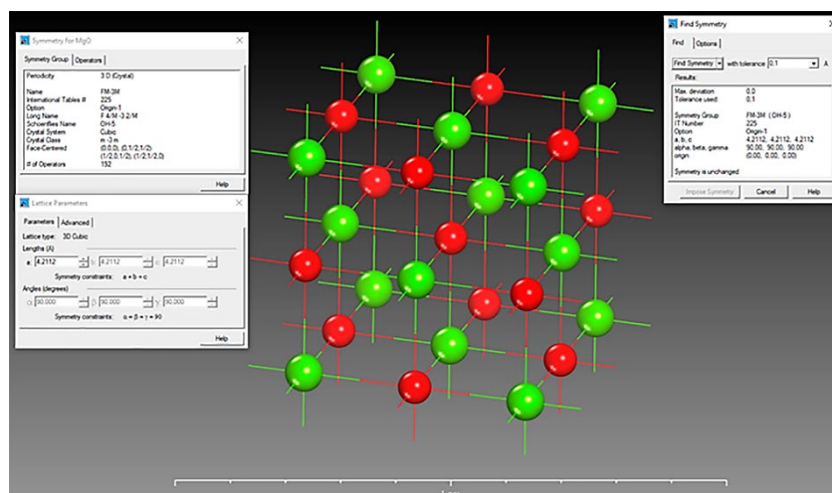 Symmetry for MgO
Symmetry Group Operators
Periodicity 3 D (Crystal)
Name FM-3M
International Tables # 225
Option Origin-1
Long Name F 4/M -3 2/M
Schoenflies Name OH-5
Crystal System Cubic
Crystal Class m -3 m
Face-Centered (0,0,0), (0,1/2,1/2)
(1/2,0,1/2), (1/2,1/2,0)
# of Operators 192
Help
Lattice Parameters
Parameters Advanced
Lattice type: 3D Cubic
Lengths (A)
a: 4.2112 b: 4.2112 c: 4.2112
Symmetry constraints: a = b = c
Angles (degrees)
α: 90.000 β: 90.000 γ: 90.000
Symmetry constraints: α = β = γ = 90
Help
Find Symmetry
Find Options
Find Symmetry with tolerance 0.1 A
Results:
Max. deviation 0.0
Tolerance used: 0.1
Symmetry Group FM-3M ( OH-5 )
IT Number 225
Option Origin-1
a, b, c 4.2112, 4.2112, 4.2112
alpha, beta, gamma 90.00, 90.00, 90.00
origin (0.00, 0.00, 0.00)
Symmetry is unchanged
Impose Symmetry Cancel Help